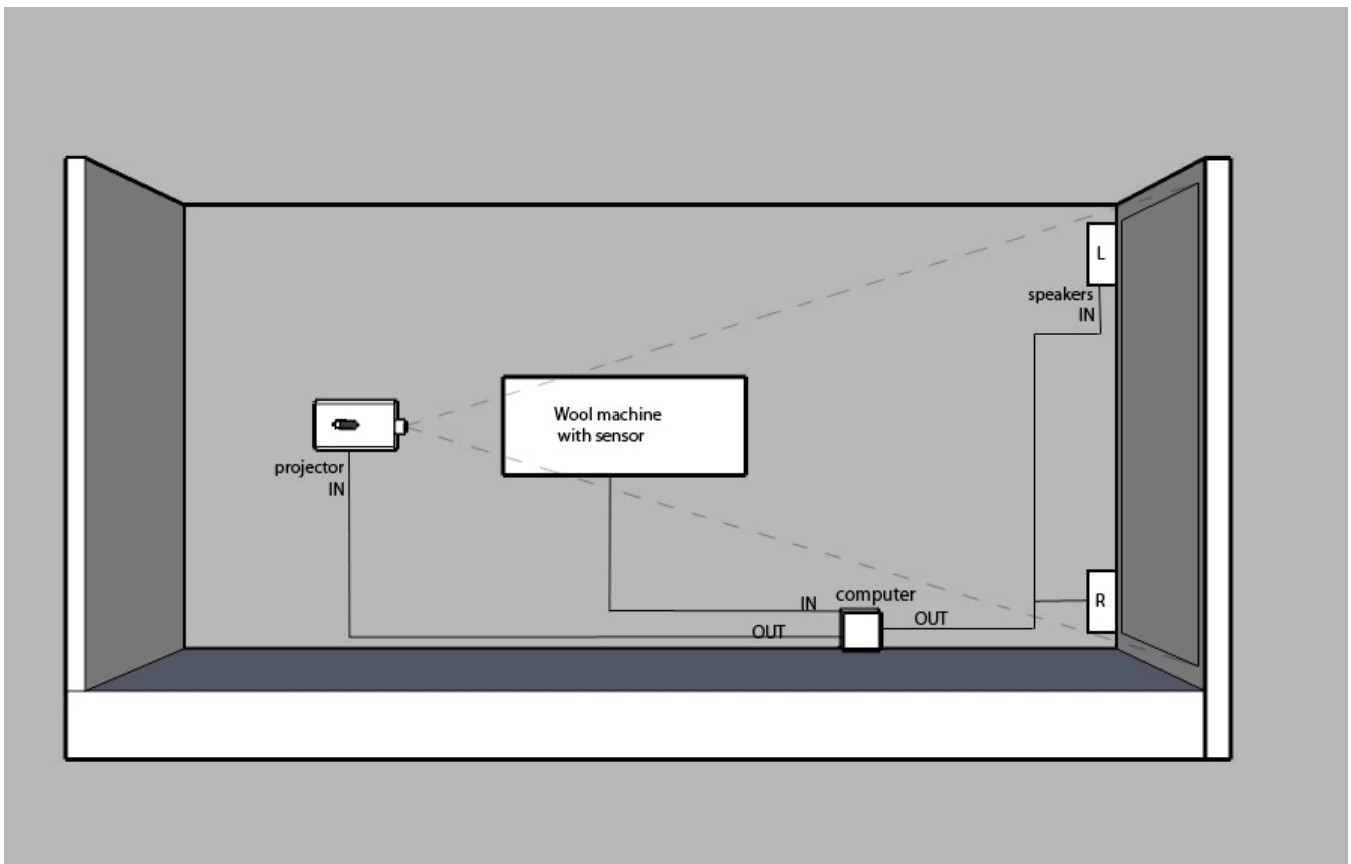 L
speakers
IN
Wool machine
with sensor
projector
IN
computer
IN
R
OUT
OUT